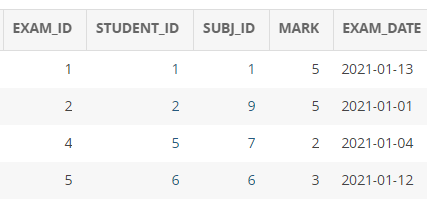 EXAM_ID STUDENT_ID SUBJ_ID MARK EXAM_DATE
1 1 1 5 2021-01-13
2 2 9 5 2021-01-01
4 5 7 2 2021-01-04
5 6 6 3 2021-01-12